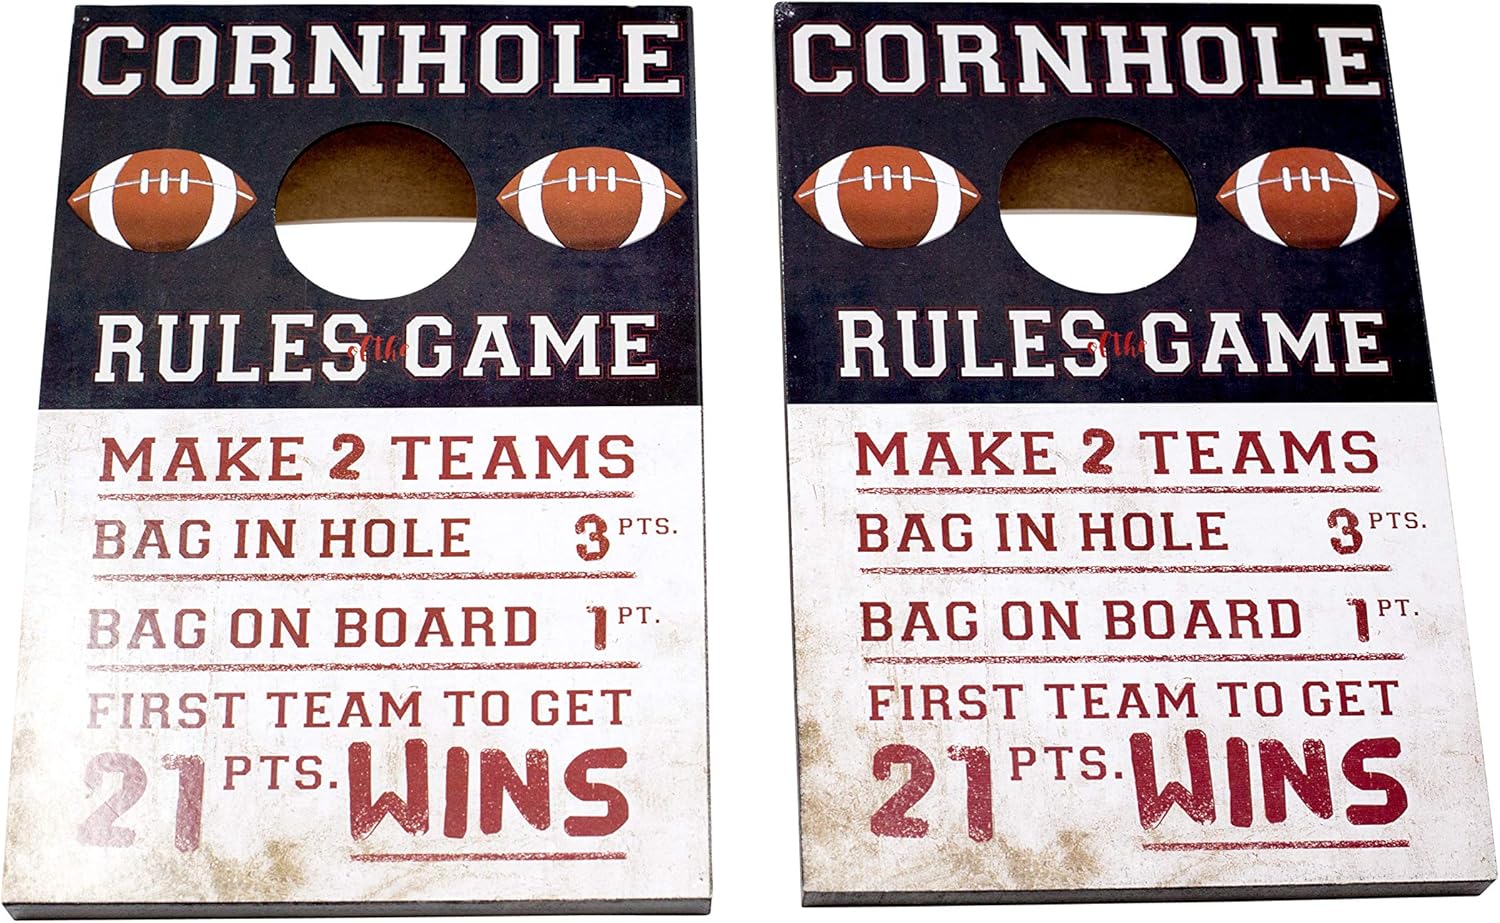 CORNHOLE
RULES of the GAME
MAKE 2 TEAMS
BAG IN HOLE 3 PTS.
BAG ON BOARD 1 PT.
FIRST TEAM TO GET
21 PTS. WINS
CORNHOLE
RULES of the GAME
MAKE 2 TEAMS
BAG IN HOLE 3 PTS.
BAG ON BOARD 1 PT.
FIRST TEAM TO GET
21 PTS. WINS